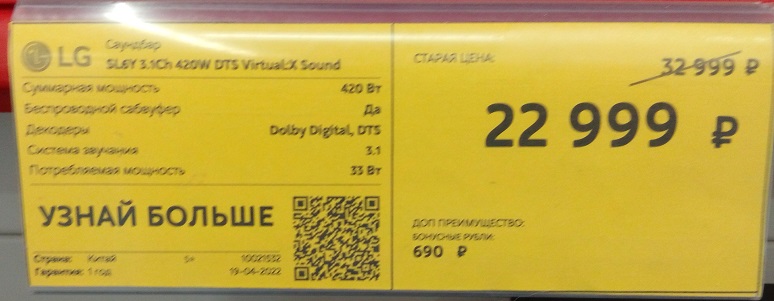 LG
Саундбар
SL6Y 3.1Ch 420W DTS Virtual:X Sound
Суммарная мощность 420 Вт
Беспроводной сабвуфер Да
Декодеры Dolby Digital, DTS
Система звучания 3.1
Потребляемая мощность 33 Вт
УЗНАЙ БОЛЬШЕ
Страна: Китай 5+ 10021532
Гарантия: 1 год 19-04-2022
СТАРАЯ ЦЕНА: 32 999 ₽
22 999 ₽
ДОП ПРЕИМУЩЕСТВО:
БОНУСНЫЕ РУБЛИ:
690 ₽